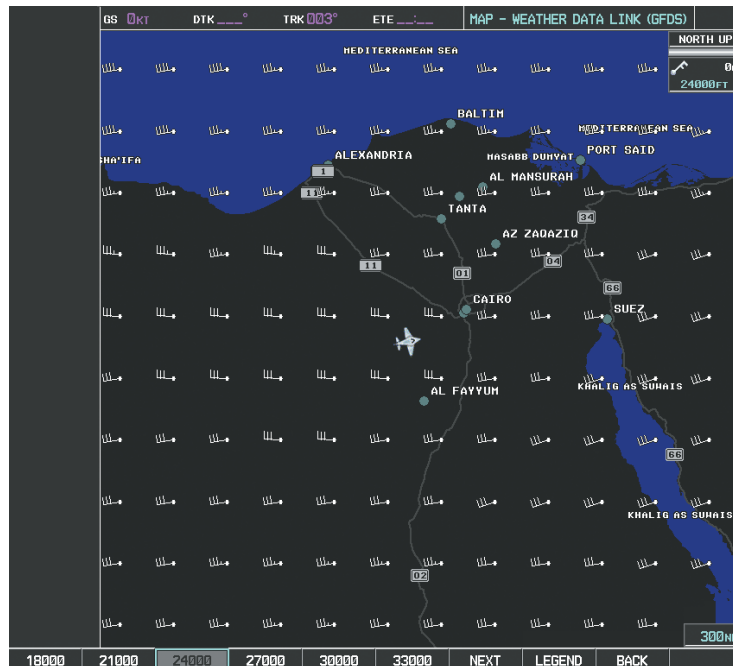 GS 0KT DTK ___° TRK 003° ETE __:__ MAP - WEATHER DATA LINK (GFDS)
NORTH UP
24000FT
MEDITERRANEAN SEA
BALTIM
MEDITERRANEAN SEA
ALEXANDRIA
MASABB DUMYAT
PORT SAID
HA'IFA
1
AL MANSURAH
11
TANTA
34
AZ ZAQAZIQ
11
01
04
66
CAIRO
SUEZ
AL FAYYUM
KHALIG AS SUWAIS
66
KHALIG AS SUWAIS
02
300N
18000 21000 24000 27000 30000 33000 NEXT LEGEND BACK